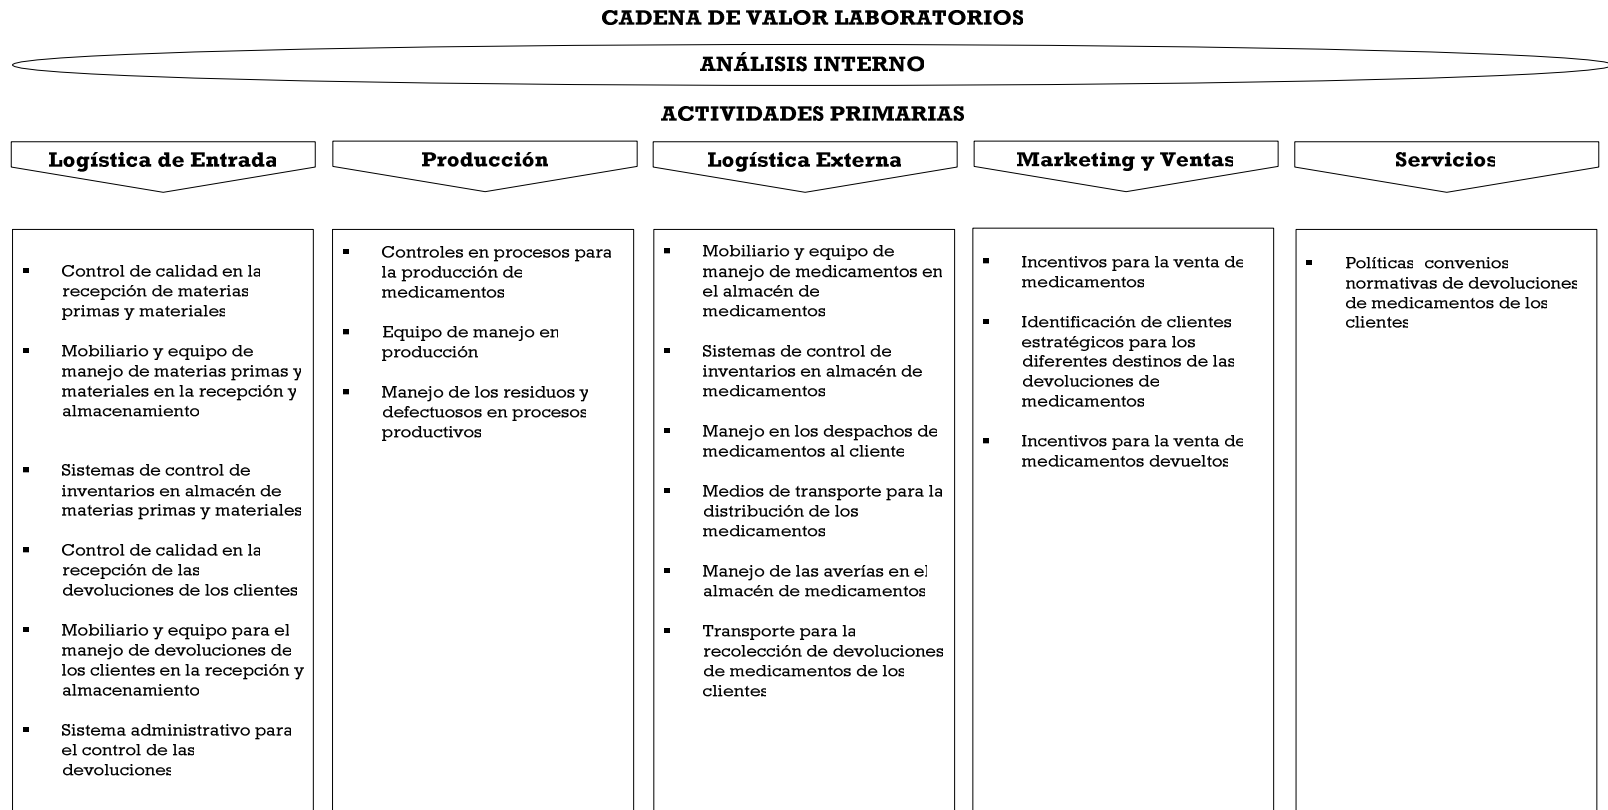 CADENA DE VALOR LABORATORIOS
ANÁLISIS INTERNO
ACTIVIDADES PRIMARIAS
Logística de Entrada
▪ Control de calidad en la
recepción de materias
primas y materiales
▪ Mobiliario y equipo de
manejo de materias primas y
materiales en la recepción y
almacenamiento
▪ Sistemas de control de
inventarios en almacén de
materias primas y materiales
▪ Control de calidad en la
recepción de las
devoluciones de los clientes
▪ Mobiliario y equipo para el
manejo de devoluciones de
los clientes en la recepción y
almacenamiento
▪ Sistema administrativo para
el control de las
devoluciones
Producción
▪ Controles en procesos para
la producción de
medicamentos
▪ Equipo de manejo en
producción
▪ Manejo de los residuos y
defectuosos en procesos
productivos
Logística Externa
▪ Mobiliario y equipo de
manejo de medicamentos en
el almacén de
medicamentos
▪ Sistemas de control de
inventarios en almacén de
medicamentos
▪ Manejo en los despachos de
medicamentos al cliente
▪ Medios de transporte para la
distribución de los
medicamentos
▪ Manejo de las averías en el
almacén de medicamentos
▪ Transporte para la
recolección de devoluciones
de medicamentos de los
clientes
Marketing y Ventas
▪ Incentivos para la venta de
medicamentos
▪ Identificación de clientes
estratégicos para los
diferentes destinos de las
devoluciones de
medicamentos
▪ Incentivos para la venta de
medicamentos devueltos
Servicios
▪ Políticas convenios
normativas de devoluciones
de medicamentos de los
clientes